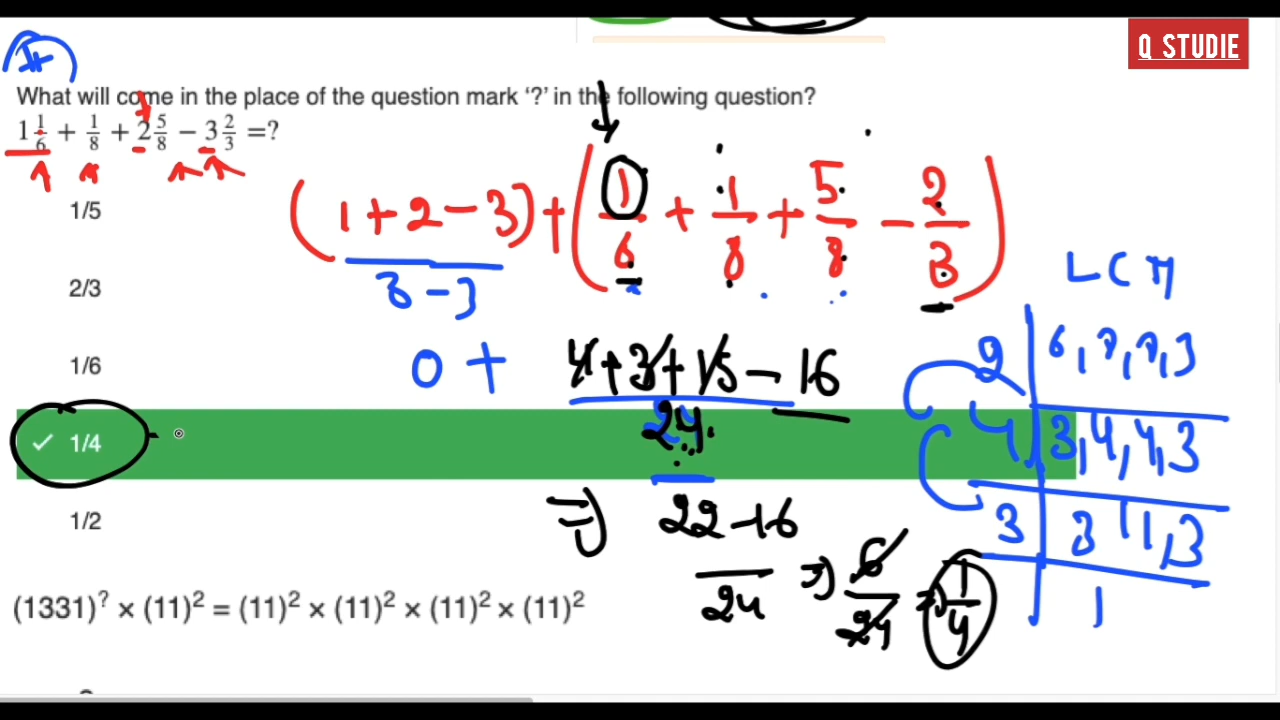 Q STUDIE
What will come in the place of the question mark ‘?’ in the following question?
1 1/6 + 1/8 + 2 5/8 − 3 2/3 =?
(1 + 2 − 3) + (1/6 + 1/8 + 5/8 − 2/3)
1/5
3 − 3
LCM
2/3
2 | 6, 8, 8, 3
0 + (4 + 3 + 15 − 16)/24
1/6
4 | 3, 4, 4, 3
✓ 1/4
3 | 3 1 1, 3
1
1/2
=) (22 − 16)/24 =) 6/24 = 1/4
(1331)^? × (11)² = (11)² × (11)² × (11)² × (11)²